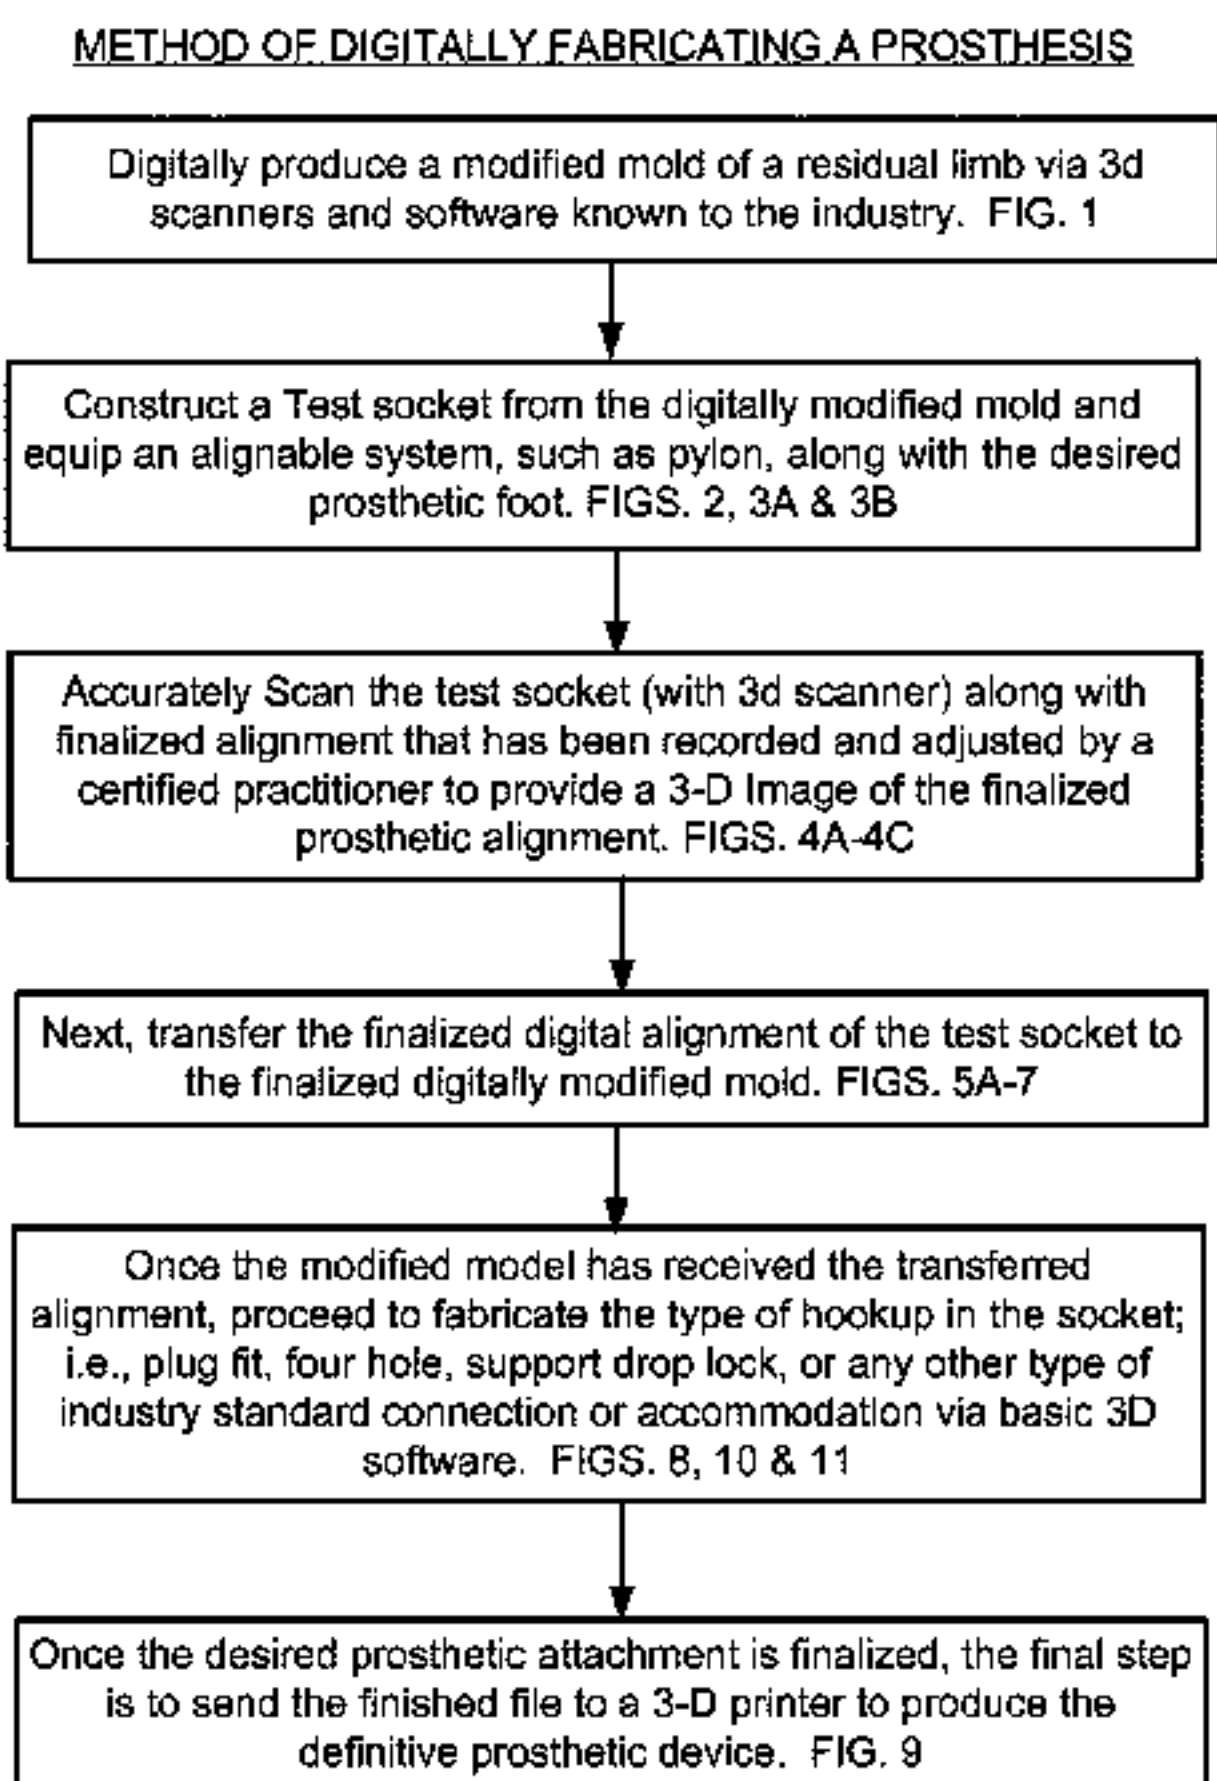 METHOD OF DIGITALLY FABRICATING A PROSTHESIS
Digitally produce a modified mold of a residual limb via 3d
scanners and software known to the industry. FIG. 1
Construct a Test socket from the digitally modified mold and
equip an alignable system, such as pylon, along with the desired
prosthetic foot. FIGS. 2, 3A & 3B
Accurately Scan the test socket (with 3d scanner) along with
finalized alignment that has been recorded and adjusted by a
certified practitioner to provide a 3-D Image of the finalized
prosthetic alignment. FIGS. 4A-4C
Next, transfer the finalized digital alignment of the test socket to
the finalized digitally modified mold. FIGS. 5A-7
Once the modified model has received the transferred
alignment, proceed to fabricate the type of hookup in the socket;
i.e., plug fit, four hole, support drop lock, or any other type of
industry standard connection or accommodation via basic 3D
software. FIGS. 8, 10 & 11
Once the desired prosthetic attachment is finalized, the final step
is to send the finished file to a 3-D printer to produce the
definitive prosthetic device. FIG. 9